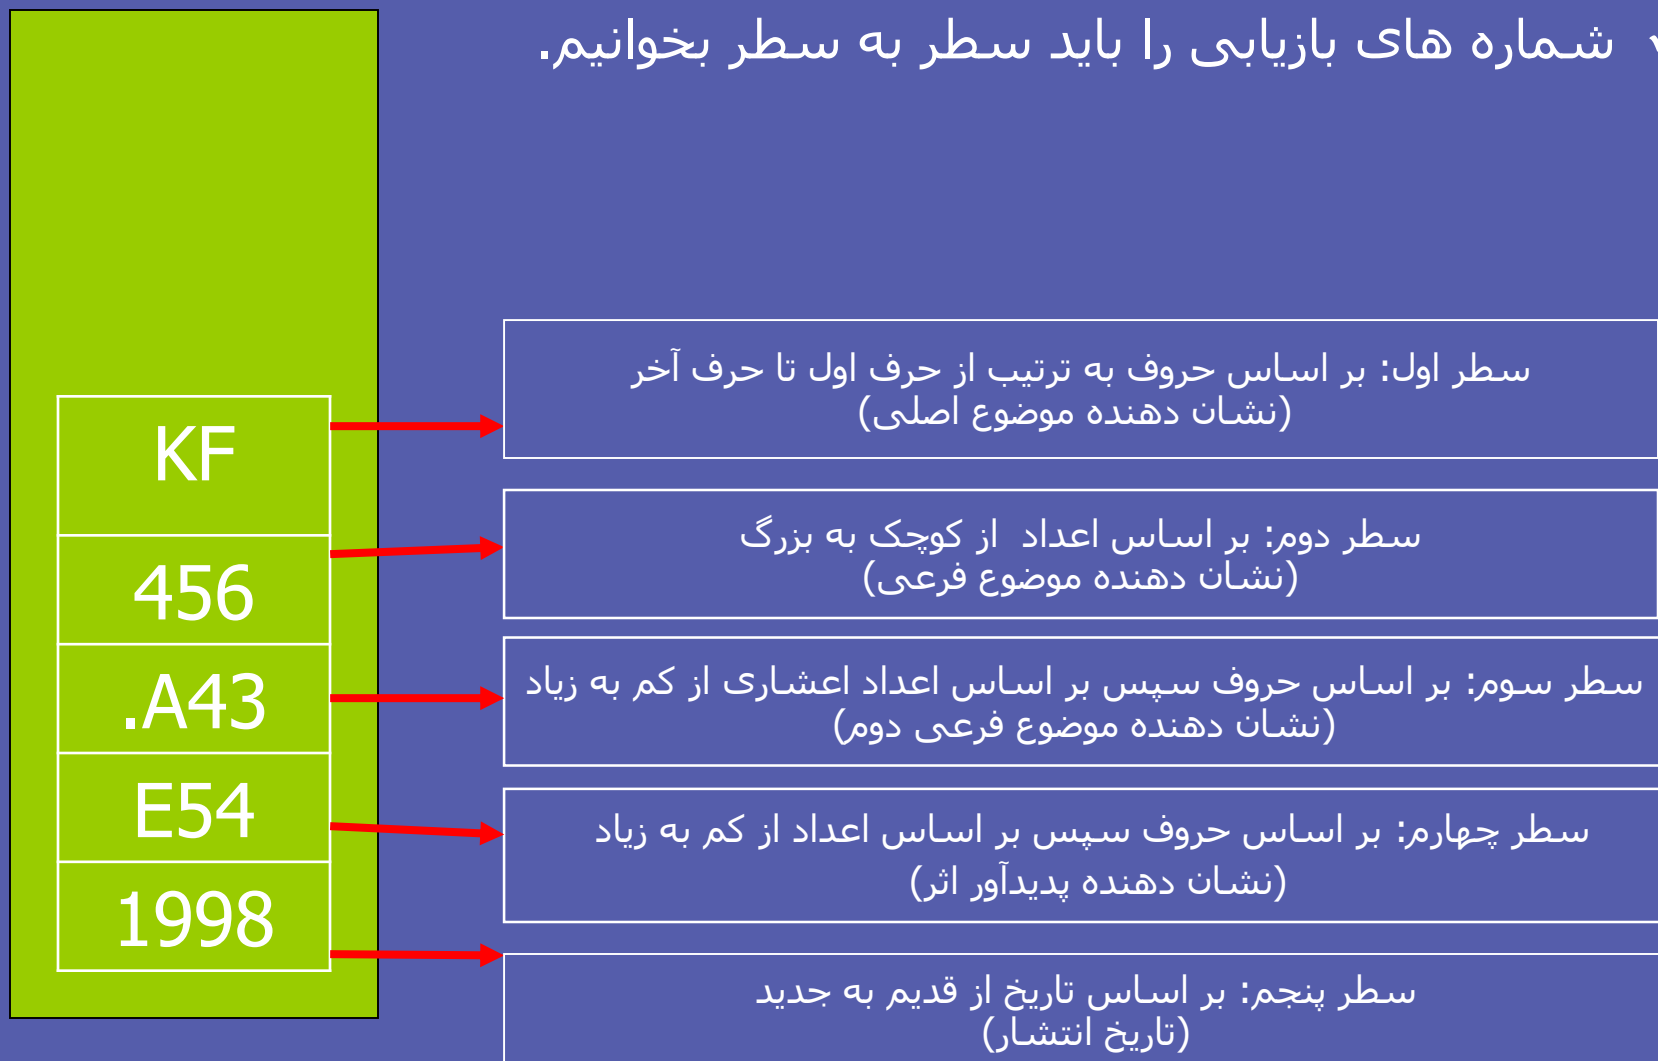 شماره های بازیابی را باید سطر به سطر بخوانیم.
KF
سطر اول: بر اساس حروف به ترتیب از حرف اول تا حرف آخر
(نشان دهنده موضوع اصلی)
456
سطر دوم: بر اساس اعداد از کوچک به بزرگ
(نشان دهنده موضوع فرعی)
.A43
سطر سوم: بر اساس حروف سپس بر اساس اعداد اعشاری از کم به زیاد
(نشان دهنده موضوع فرعی دوم)
E54
سطر چهارم: بر اساس حروف سپس بر اساس اعداد از کم به زیاد
(نشان دهنده پدیدآور اثر)
1998
سطر پنجم: بر اساس تاریخ از قدیم به جدید
(تاریخ انتشار)